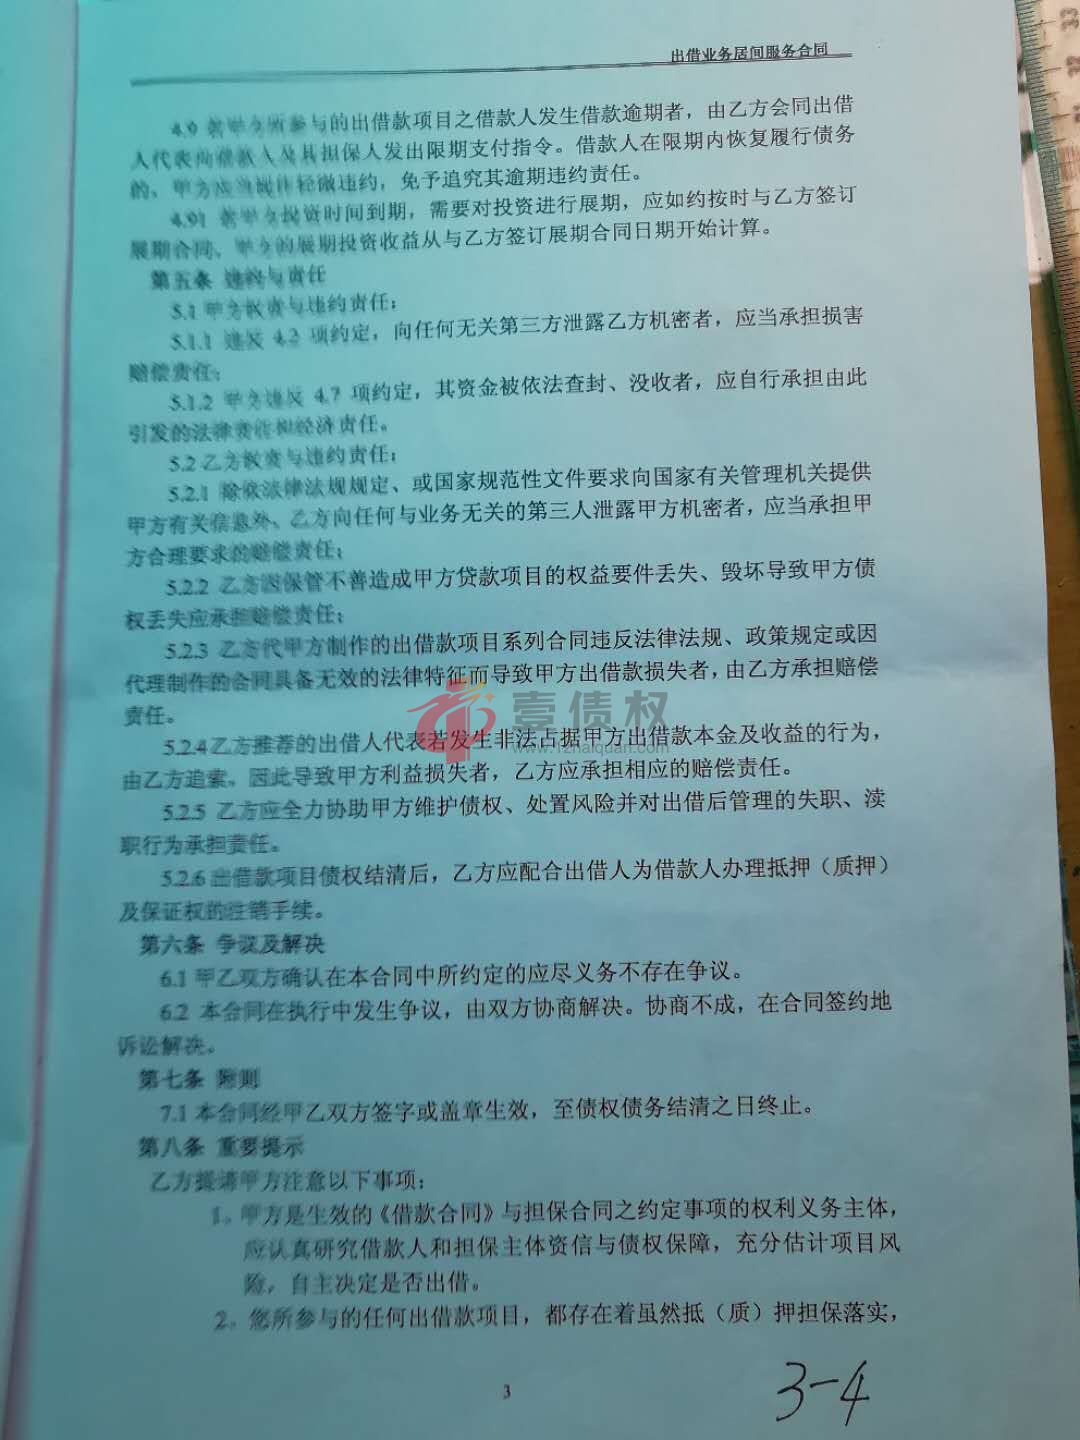 出借业务居间服务合同
4.9 若甲方所参与的出借款项目之借款人发生借款逾期者，由乙方会同出借
人代表向借款人及其担保人发出限期支付指令。借款人在限期内恢复履行债务
的、甲方应当视作轻微违约，免予追究其逾期违约责任。
4.91 若甲方投资时间到期，需要对投资进行展期，应如约按时与乙方签订
展期合同、甲方的展期投资收益从与乙方签订展期合同日期开始计算。
第五条 违约与责任
5.1 甲方权责与违约责任：
5.1.1 违反 4.2 项约定，向任何无关第三方泄露乙方机密者，应当承担损害
赔偿责任；
5.1.2 甲方违反 4.7 项约定，其资金被依法查封、没收者，应自行承担由此
引发的法律责任和经济责任。
5.2 乙方权责与违约责任：
5.2.1 除依法律法规规定、或国家规范性文件要求向国家有关管理机关提供
甲方有关信息外、乙方向任何与业务无关的第三人泄露甲方机密者，应当承担甲
方合理要求的赔偿责任；
5.2.2 乙方因保管不善造成甲方贷款项目的权益要件丢失、毁坏导致甲方债
权丢失应承担赔偿责任；
5.2.3 乙方代甲方制作的出借款项目系列合同违反法律法规、政策规定或因
代理制作的合同具备无效的法律特征而导致甲方出借款损失者，由乙方承担赔偿
责任。
5.2.4 乙方推荐的出借人代表若发生非法占据甲方出借款本金及收益的行为，
由乙方追索。因此导致甲方利益损失者，乙方应承担相应的赔偿责任。
5.2.5 乙方应全力协助甲方维护债权、处置风险并对出借后管理的失职、渎
职行为承担责任。
5.2.6 出借款项目债权结清后，乙方应配合出借人为借款人办理抵押（质押）
及保证权的注销手续。
第六条 争议及解决
6.1 甲乙双方确认在本合同中所约定的应尽义务不存在争议。
6.2 本合同在执行中发生争议，由双方协商解决。协商不成，在合同签约地
诉讼解决。
第七条 附则
7.1 本合同经甲乙双方签字或盖章生效，至债权债务结清之日终止。
第八条 重要提示
乙方提请甲方注意以下事项：
1。甲方是生效的《借款合同》与担保合同之约定事项的权利义务主体，
应认真研究借款人和担保主体资信与债权保障，充分估计项目风
险，自主决定是否出借。
2。您所参与的任何出借款项目，都存在着虽然抵（质）押担保落实，
3
3-4
壹债权
www.1zhaiquan.com
33
32